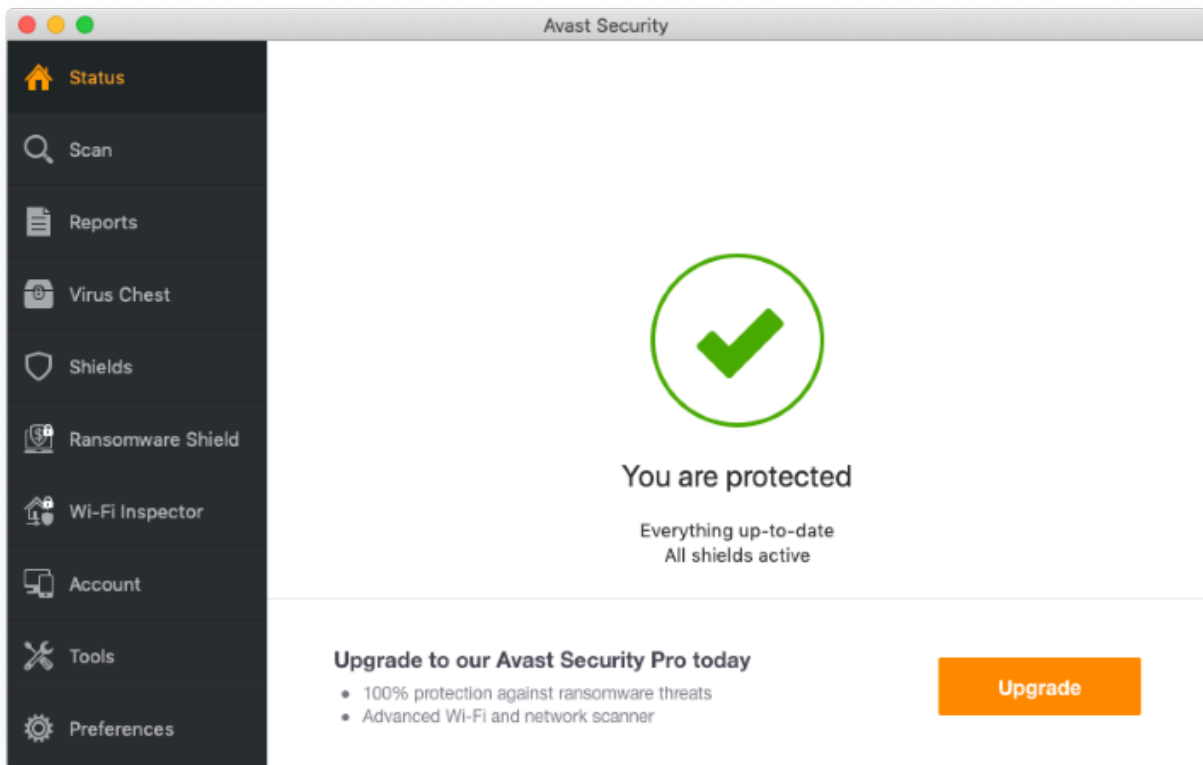 Avast Security
Status
Scan
Reports
Virus Chest
Shields
Ransomware Shield
Wi-Fi Inspector
Account
Tools
Preferences
You are protected
Everything up-to-date
All shields active
Upgrade to our Avast Security Pro today
• 100% protection against ransomware threats
• Advanced Wi-Fi and network scanner
Upgrade